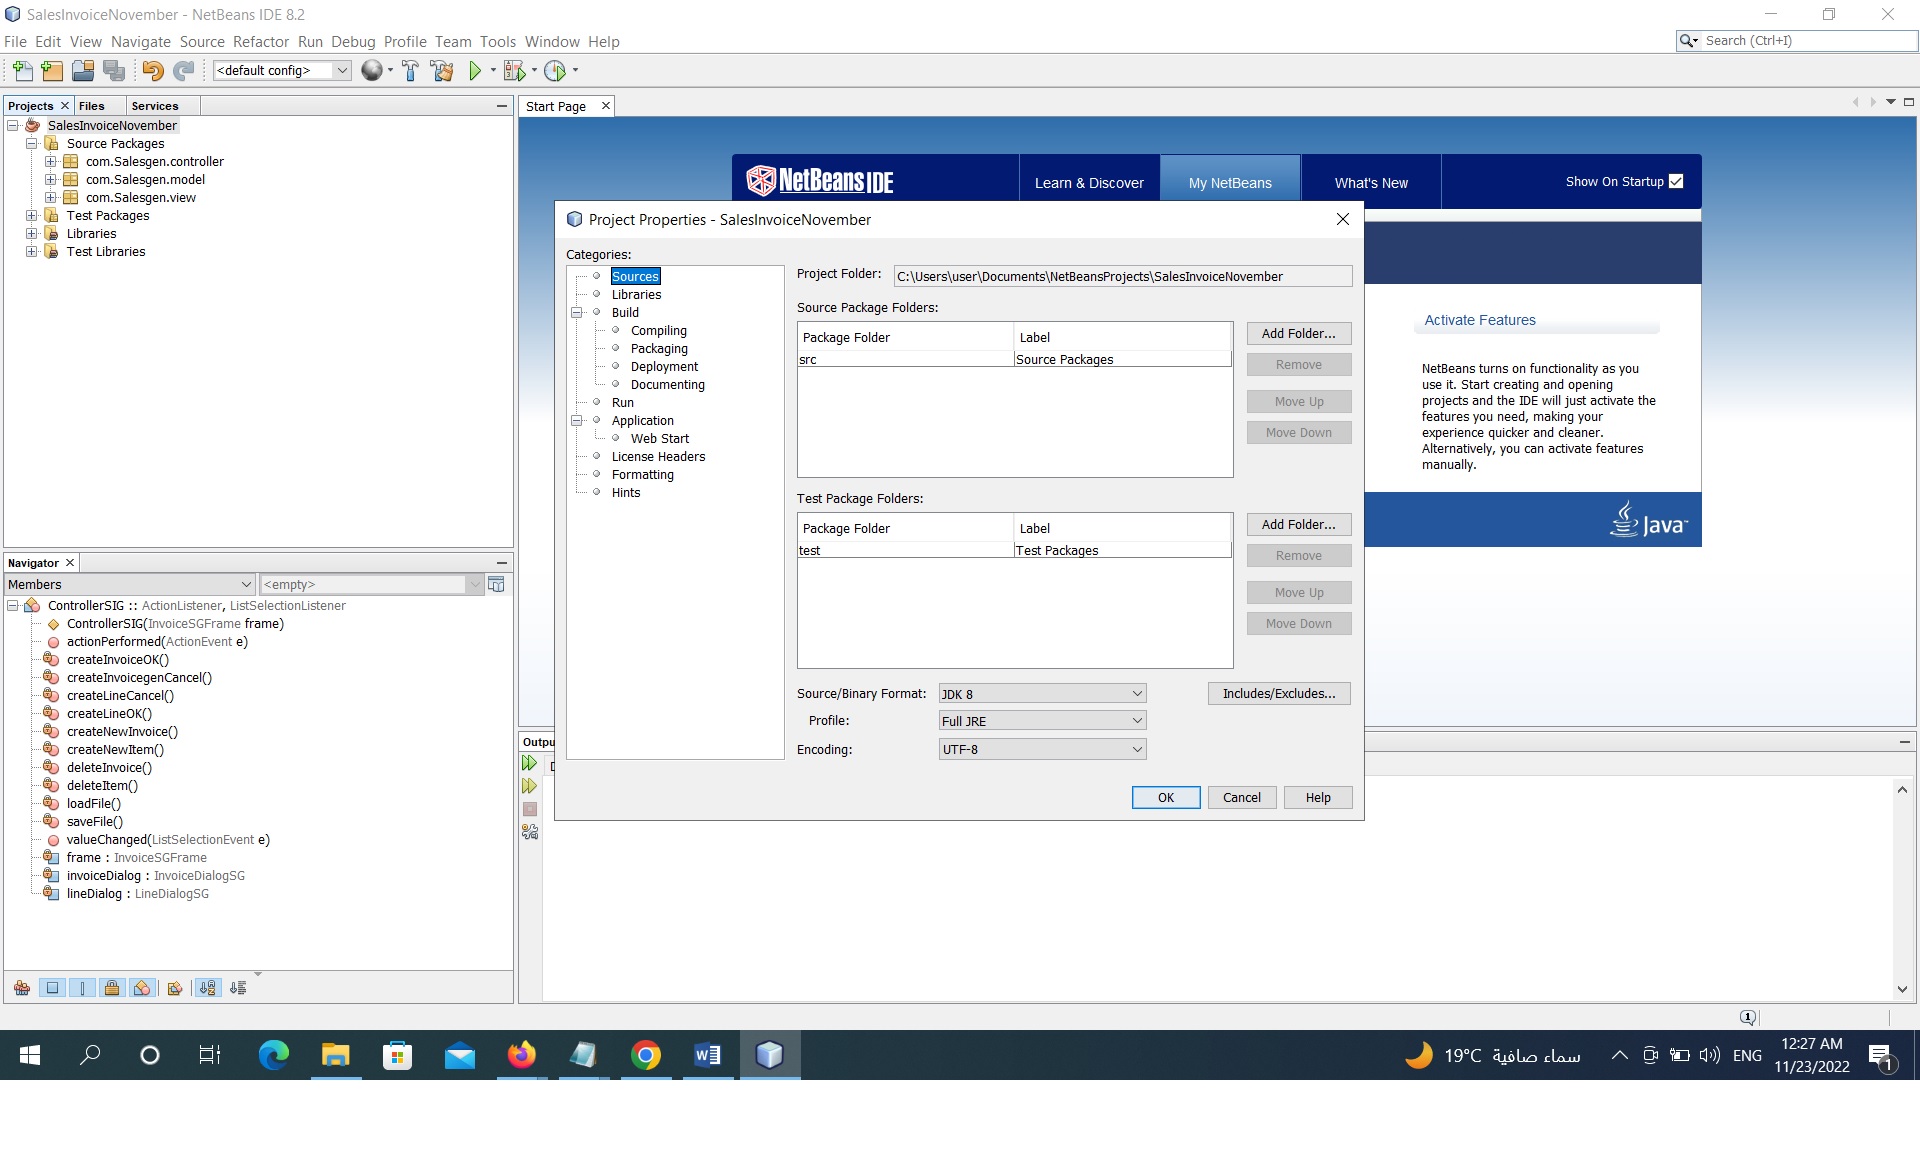 SalesInvoiceNovember - NetBeans IDE 8.2
File Edit View Navigate Source Refactor Run Debug Profile Team Tools Window Help
Search (Ctrl+I)
<default config>
Projects Files Services
SalesInvoiceNovember
Source Packages
com.Salesgen.controller
com.Salesgen.model
com.Salesgen.view
Test Packages
Libraries
Test Libraries
Start Page
NetBeans IDE
Learn & Discover
My NetBeans
What's New
Show On Startup
Activate Features
NetBeans turns on functionality as you
use it. Start creating and opening
projects and the IDE will just activate the
features you need, making your
experience quicker and cleaner.
Alternatively, you can activate features
manually.
Java
Project Properties - SalesInvoiceNovember
Categories:
Sources
Libraries
Build
Compiling
Packaging
Deployment
Documenting
Run
Application
Web Start
License Headers
Formatting
Hints
Project Folder: C:\Users\user\Documents\NetBeansProjects\SalesInvoiceNovember
Source Package Folders:
Package Folder Label
src Source Packages
Add Folder...
Remove
Move Up
Move Down
Test Package Folders:
Package Folder Label
test Test Packages
Add Folder...
Remove
Move Up
Move Down
Source/Binary Format: JDK 8
Includes/Excludes...
Profile: Full JRE
Encoding: UTF-8
OK Cancel Help
Navigator
Members
<empty>
ControllerSIG :: ActionListener, ListSelectionListener
ControllerSIG(InvoiceSGFrame frame)
actionPerformed(ActionEvent e)
createInvoiceOK()
createInvoicegenCancel()
createLineCancel()
createLineOK()
createNewInvoice()
createNewItem()
deleteInvoice()
deleteItem()
loadFile()
saveFile()
valueChanged(ListSelectionEvent e)
frame : InvoiceSGFrame
invoiceDialog : InvoiceDialogSG
lineDialog : LineDialogSG
Outpu
1
19°C سماء صافية
ENG
12:27 AM
11/23/2022
1